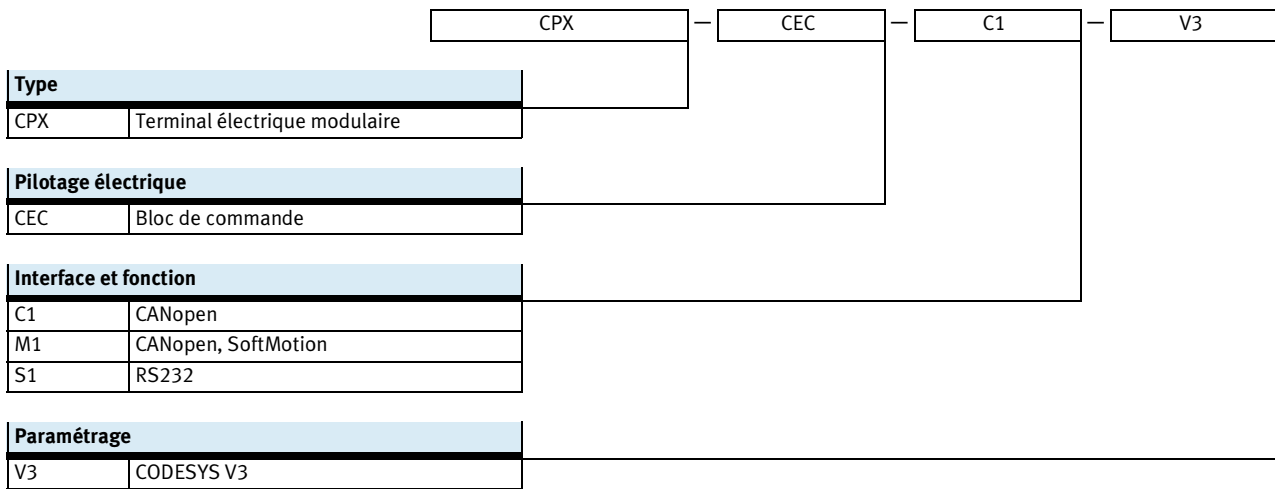 CPX — CEC — C1 — V3
Type
CPX Terminal électrique modulaire
Pilotage électrique
CEC Bloc de commande
Interface et fonction
C1 CANopen
M1 CANopen, SoftMotion
S1 RS232
Paramétrage
V3 CODESYS V3